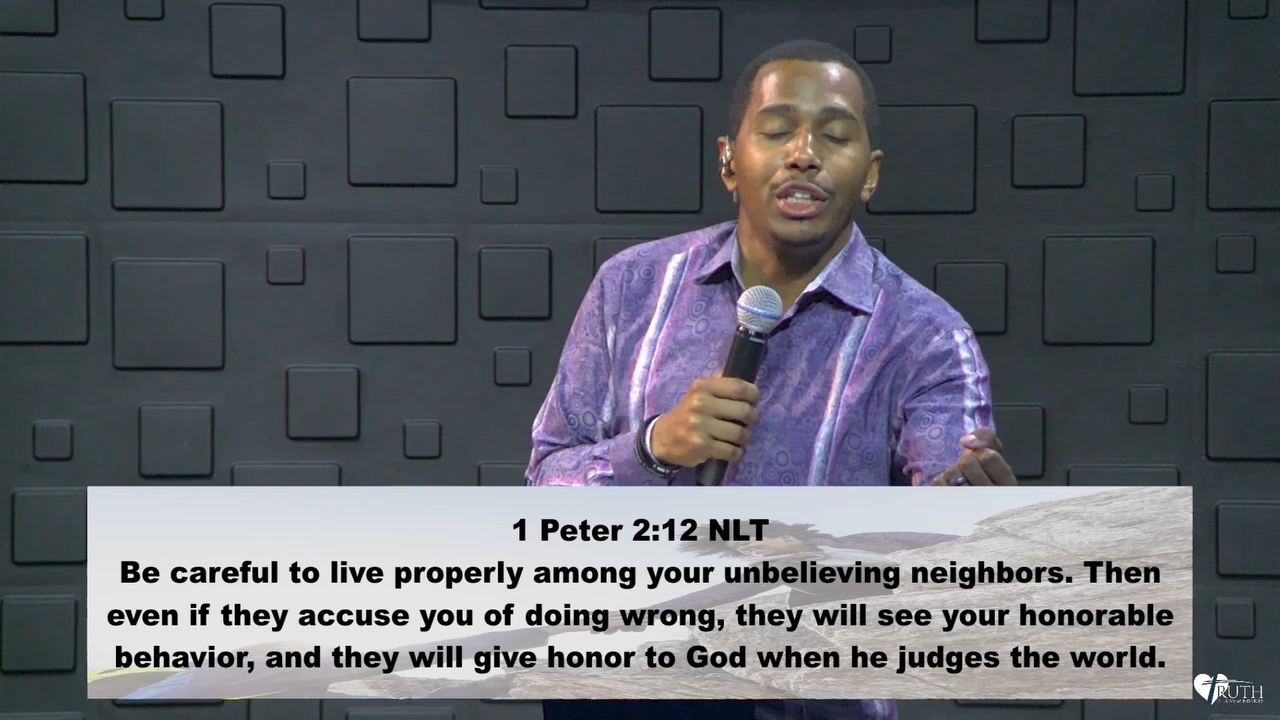 1 Peter 2:12 NLT
Be careful to live properly among your unbelieving neighbors. Then
even if they accuse you of doing wrong, they will see your honorable
behavior, and they will give honor to God when he judges the world.
TRUTH